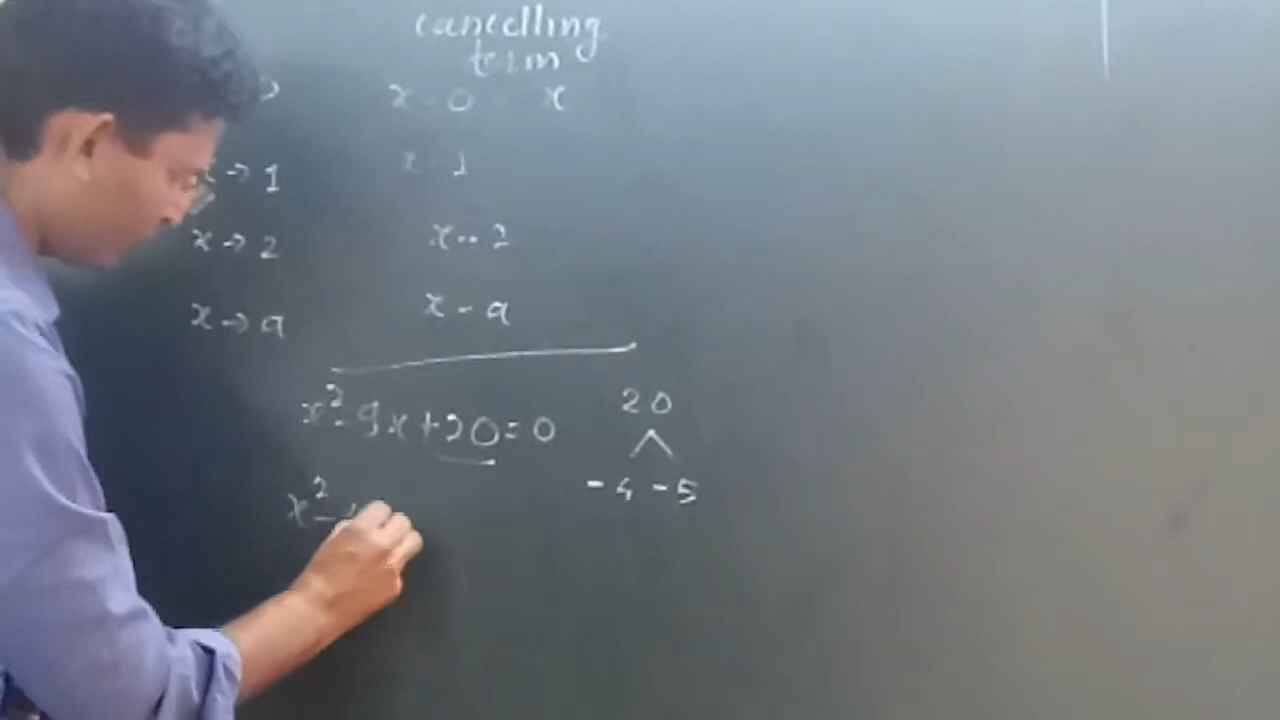 cancelling
term
x - 0 = x
x → 1 x - 1
x → 2 x - 2
x → a x - a
x² - 9x + 20 = 0 20
- 4 - 5
x² -